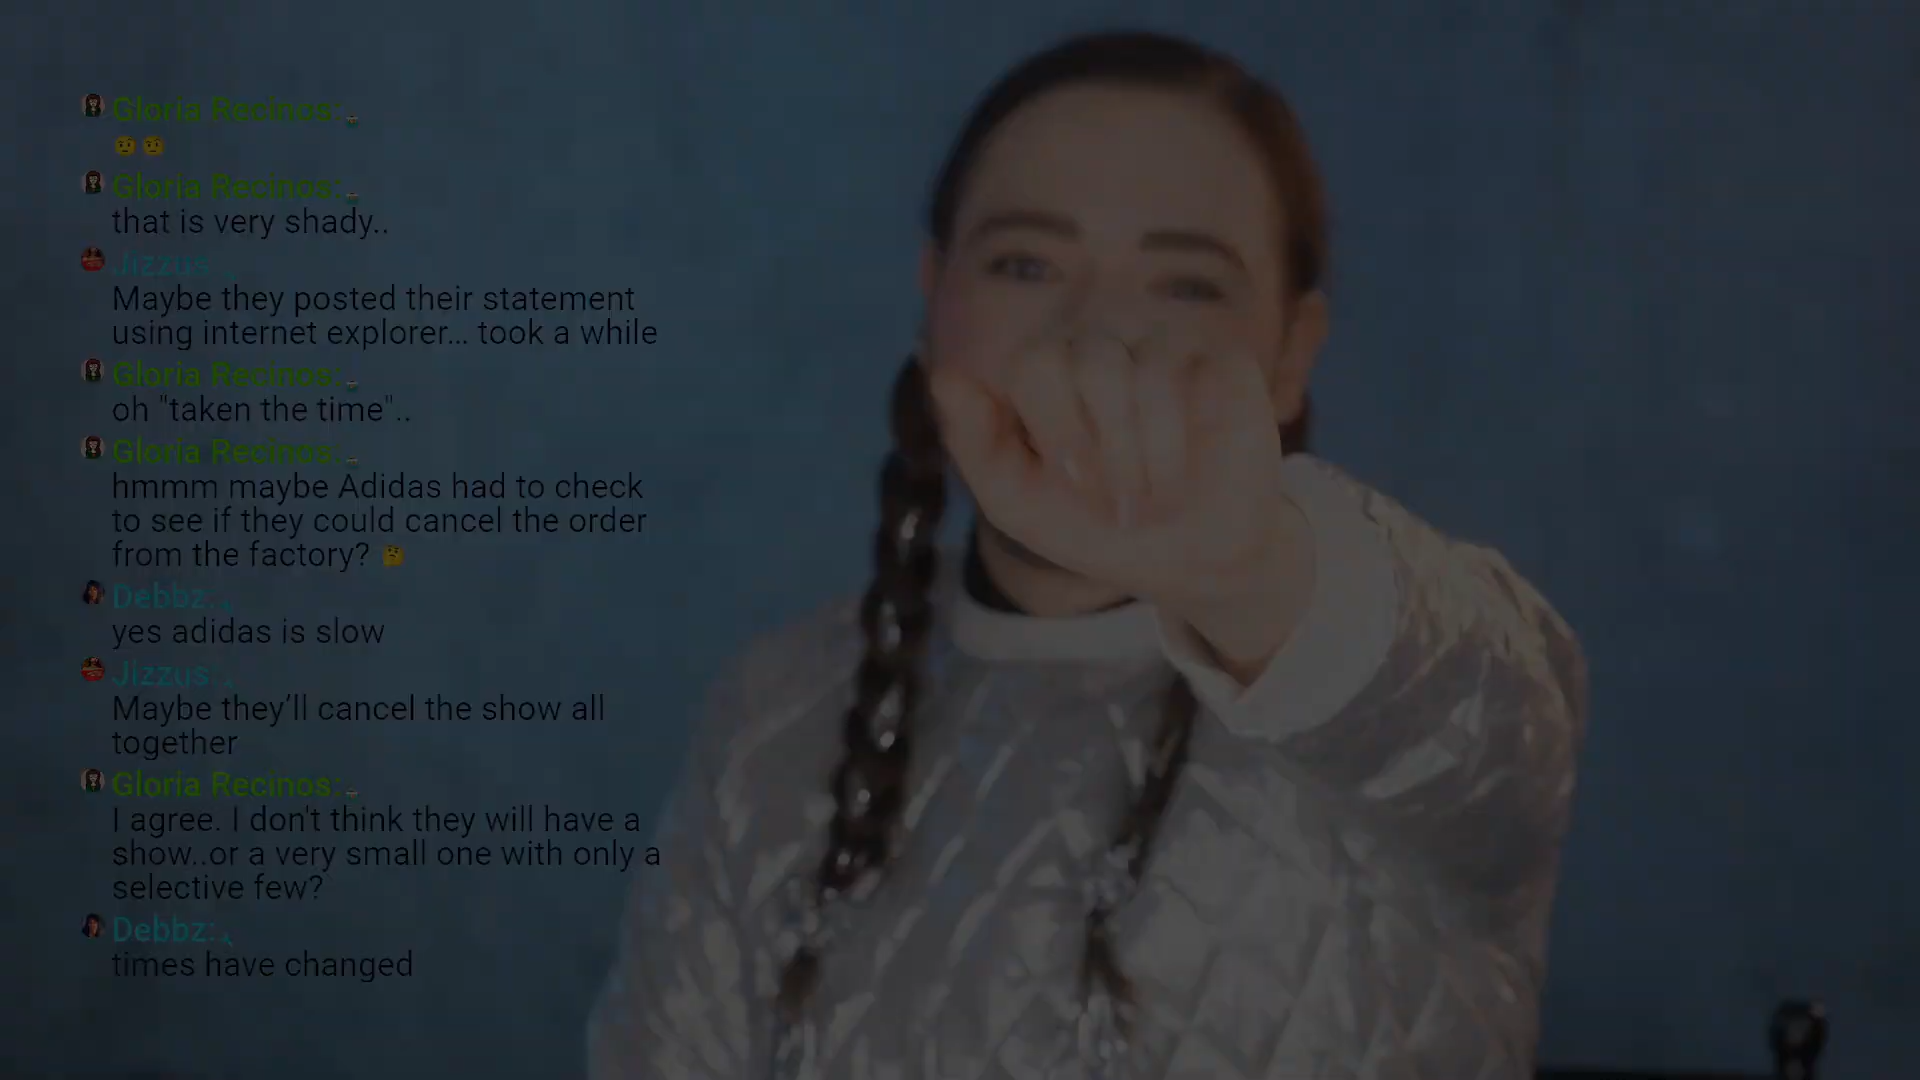 Gloria Recinos:
🤨🤨
Gloria Recinos:
that is very shady..
Jizzus:
Maybe they posted their statement
using internet explorer... took a while
Gloria Recinos:
oh "taken the time"..
Gloria Recinos:
hmmm maybe Adidas had to check
to see if they could cancel the order
from the factory? 🤔
Debbz:
yes adidas is slow
Jizzus:
Maybe they’ll cancel the show all
together
Gloria Recinos:
I agree. I don't think they will have a
show..or a very small one with only a
selective few?
Debbz:
times have changed